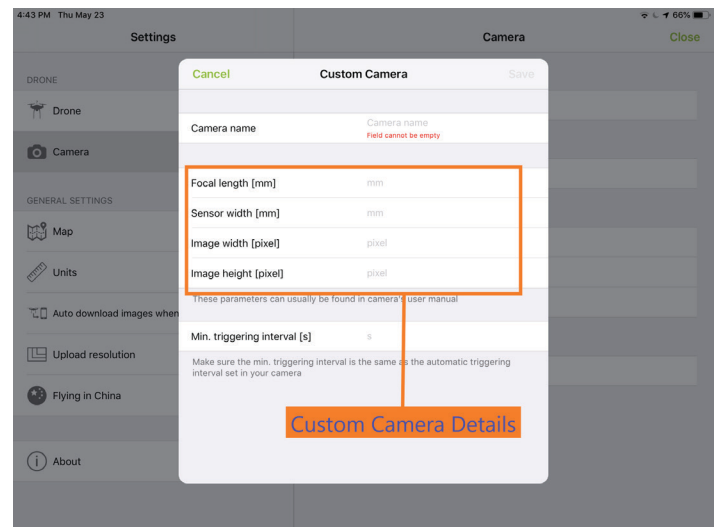 4:43 PM Thu May 23
66%
Settings
Camera
Close
DRONE
Drone
Camera
GENERAL SETTINGS
Map
Units
Auto download images when
Upload resolution
Flying in China
About
Cancel
Custom Camera
Save
Camera name
Camera name
Field cannot be empty
Focal length [mm]
mm
Sensor width [mm]
mm
Image width [pixel]
pixel
Image height [pixel]
pixel
These parameters can usually be found in camera's user manual
Min. triggering interval [s]
s
Make sure the min. triggering interval is the same as the automatic triggering
interval set in your camera
Custom Camera Details